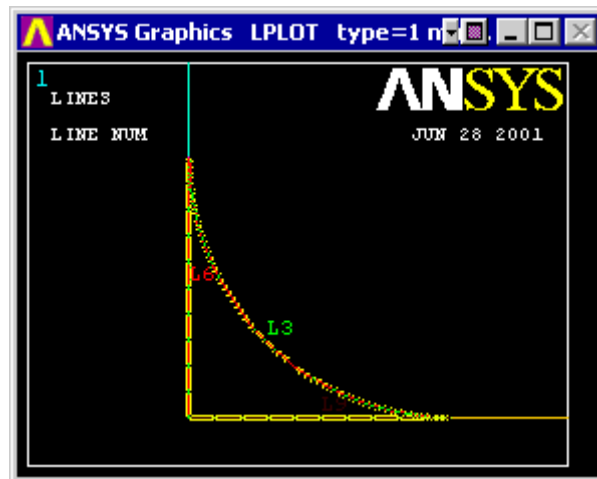 ANSYS Graphics LPLOT type=1
1
LINES
ANSYS
LINE NUM
JUN 28 2001
L6
L3